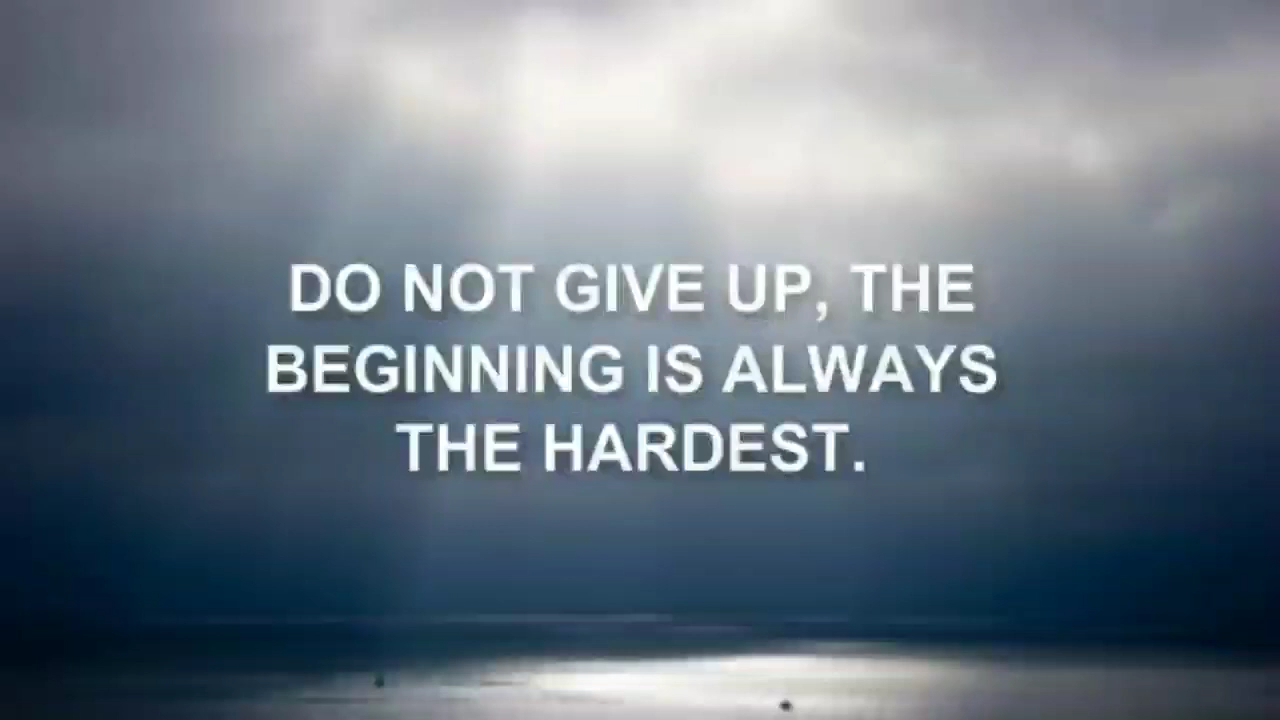 DO NOT GIVE UP, THE
BEGINNING IS ALWAYS
THE HARDEST.